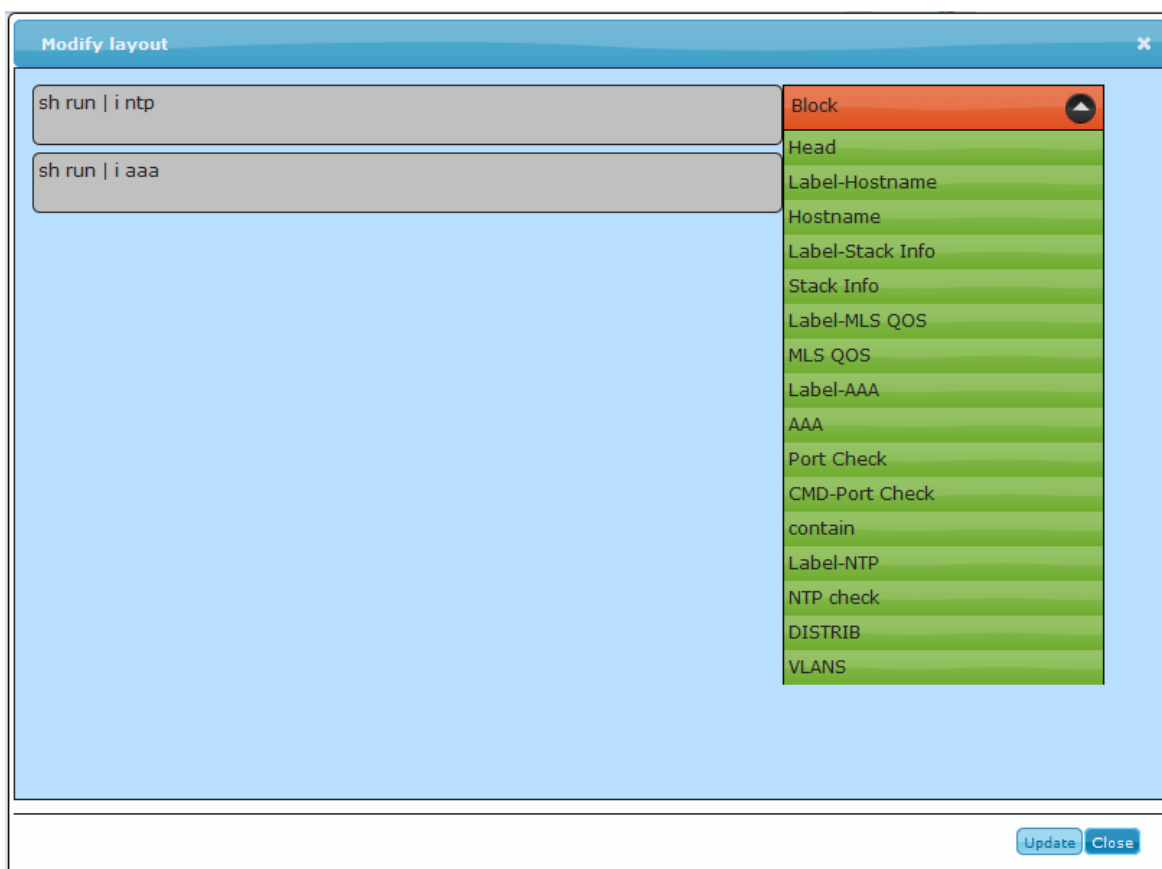 Modify layout
sh run | i ntp
sh run | i aaa
Block
Head
Label-Hostname
Hostname
Label-Stack Info
Stack Info
Label-MLS QOS
MLS QOS
Label-AAA
AAA
Port Check
CMD-Port Check
contain
Label-NTP
NTP check
DISTRIB
VLANS
Update Close